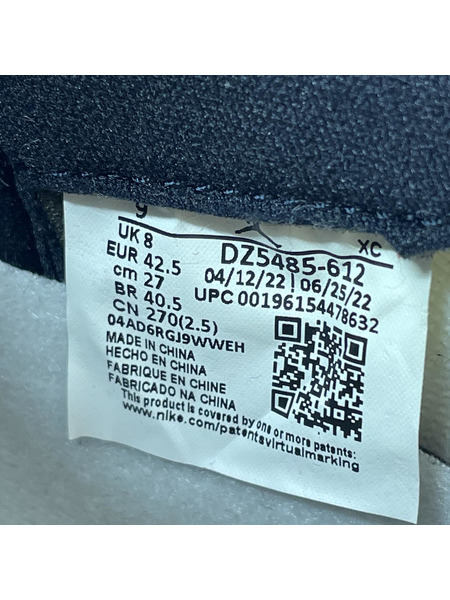 9
XC
UK 8
DZ5485-612
EUR 42.5
04/12/22 | 06/25/22
cm 27
UPC 00196154478632
BR 40.5
CN 270(2.5)
04AD6RGJ9WWEH
MADE IN CHINA
HECHO EN CHINA
FABRIQUE EN CHINE
FABRICADO NA CHINA
This product is covered by one or more patents:
www.nike.com/patentsvirtualmarking